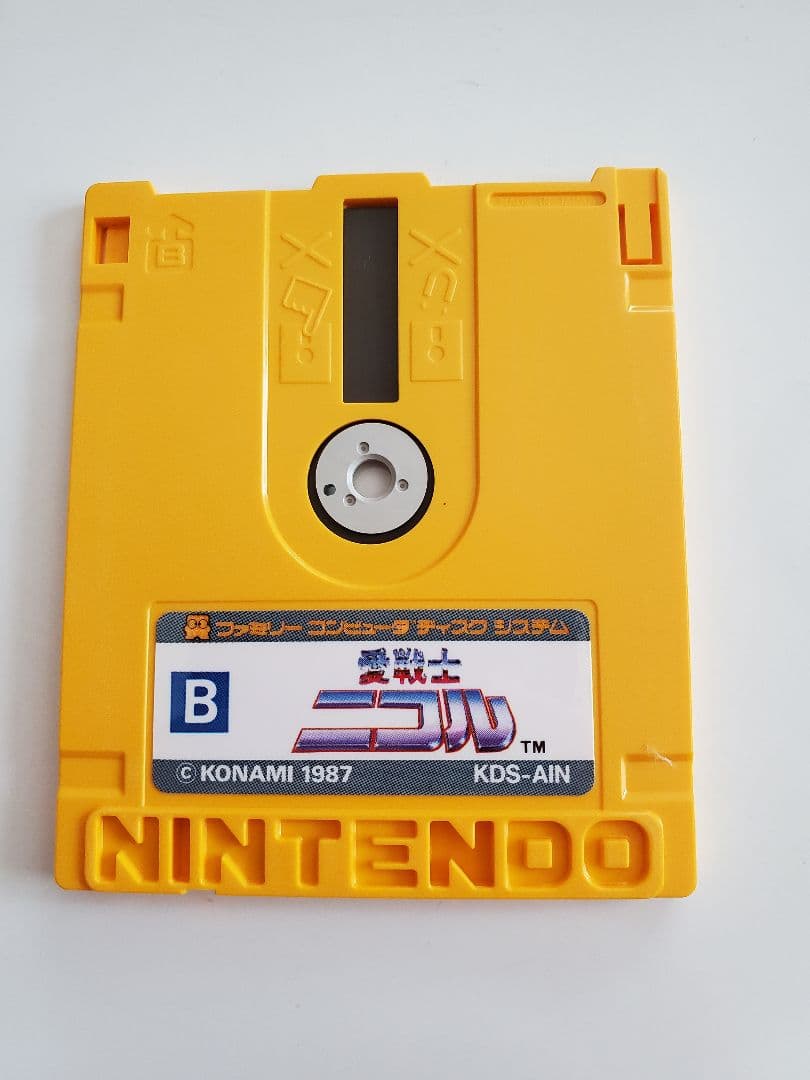 B
ファミリー コンピュータ ディスク システム
愛戦士
B
ニコル TM
© KONAMI 1987 KDS-AIN
NINTENDO